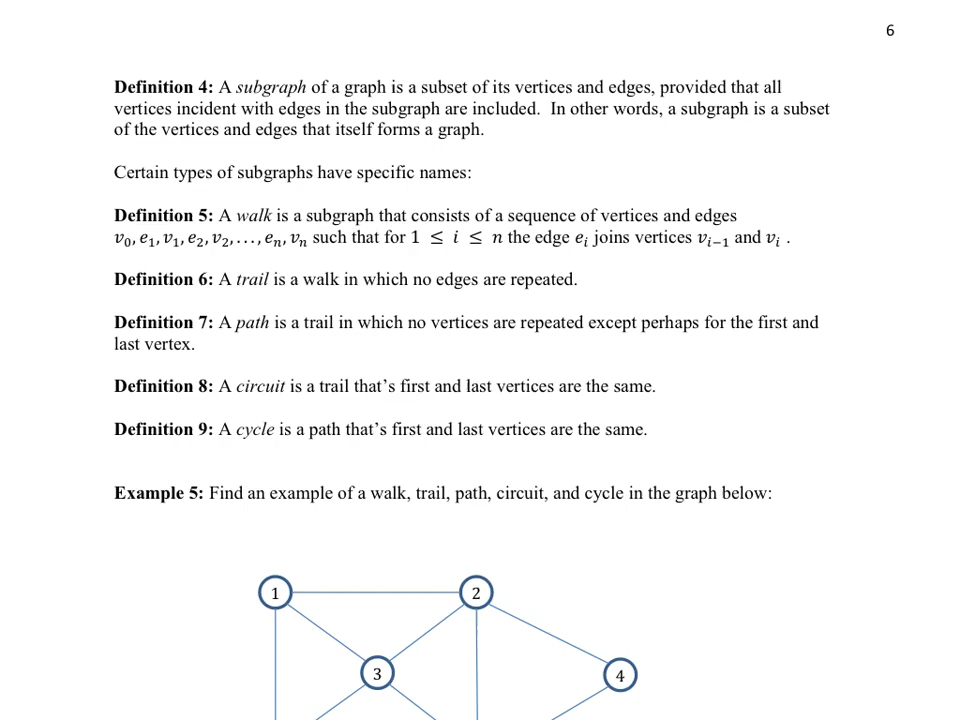 6
Definition 4: A subgraph of a graph is a subset of its vertices and edges, provided that all
vertices incident with edges in the subgraph are included.  In other words, a subgraph is a subset
of the vertices and edges that itself forms a graph.
Certain types of subgraphs have specific names:
Definition 5: A walk is a subgraph that consists of a sequence of vertices and edges
v₀, e₁, v₁, e₂, v₂, . . . , eₙ, vₙ such that for 1 ≤ i ≤ n the edge eᵢ joins vertices vᵢ₋₁ and vᵢ .
Definition 6: A trail is a walk in which no edges are repeated.
Definition 7: A path is a trail in which no vertices are repeated except perhaps for the first and
last vertex.
Definition 8: A circuit is a trail that’s first and last vertices are the same.
Definition 9: A cycle is a path that’s first and last vertices are the same.
Example 5: Find an example of a walk, trail, path, circuit, and cycle in the graph below:
1
2
3
4